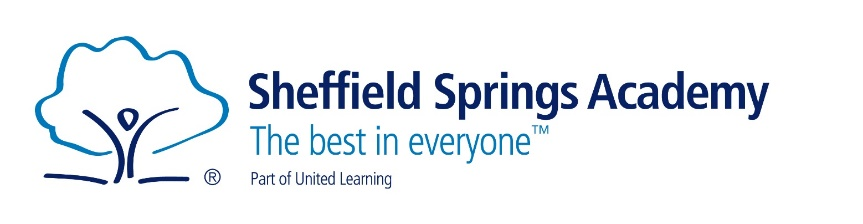 Sheffield Springs Academy
The best in everyone™
Part of United Learning
®